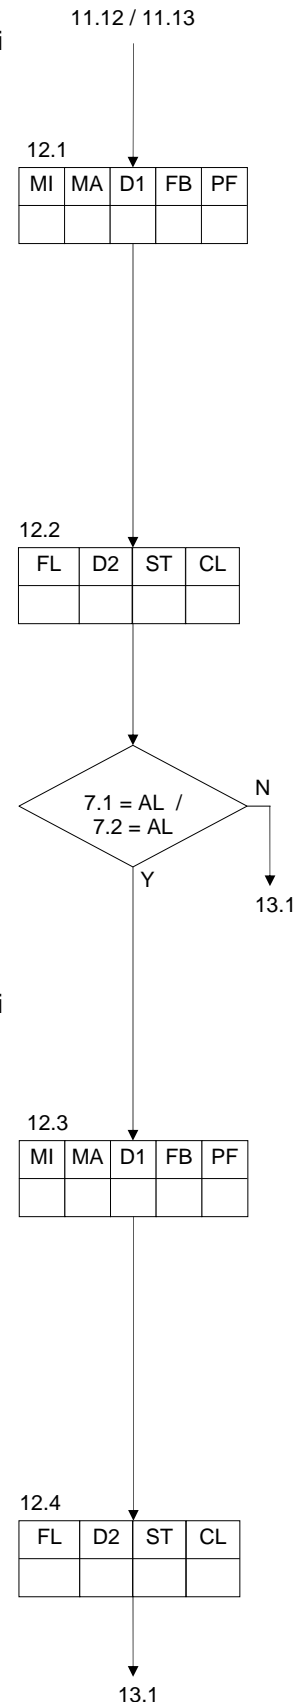 11.12 / 11.13
i
12.1
MI MA D1 FB PF
12.2
FL D2 ST CL
7.1 = AL /
7.2 = AL
N
Y
13.1
i
12.3
MI MA D1 FB PF
12.4
FL D2 ST CL
13.1